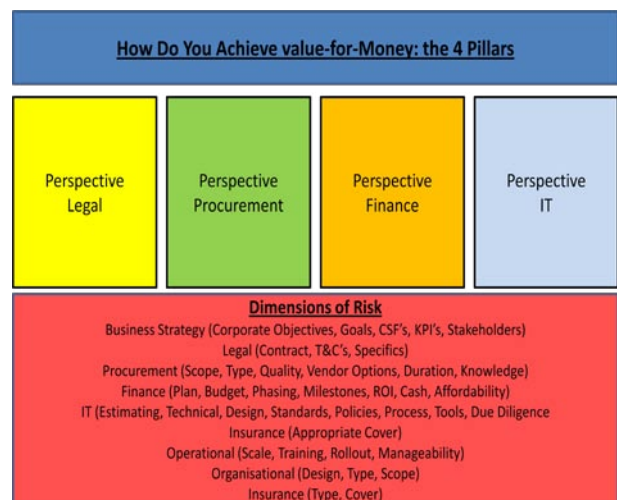 How Do You Achieve value-for-Money: the 4 Pillars
Perspective
Legal
Perspective
Procurement
Perspective
Finance
Perspective
IT
Dimensions of Risk
Business Strategy (Corporate Objectives, Goals, CSF's, KPI's, Stakeholders)
Legal (Contract, T&C's, Specifics)
Procurement (Scope, Type, Quality, Vendor Options, Duration, Knowledge)
Finance (Plan, Budget, Phasing, Milestones, ROI, Cash, Affordability)
IT (Estimating, Technical, Design, Standards, Policies, Process, Tools, Due Diligence
Insurance (Appropriate Cover)
Operational (Scale, Training, Rollout, Manageability)
Organisational (Design, Type, Scope)
Insurance (Type, Cover)